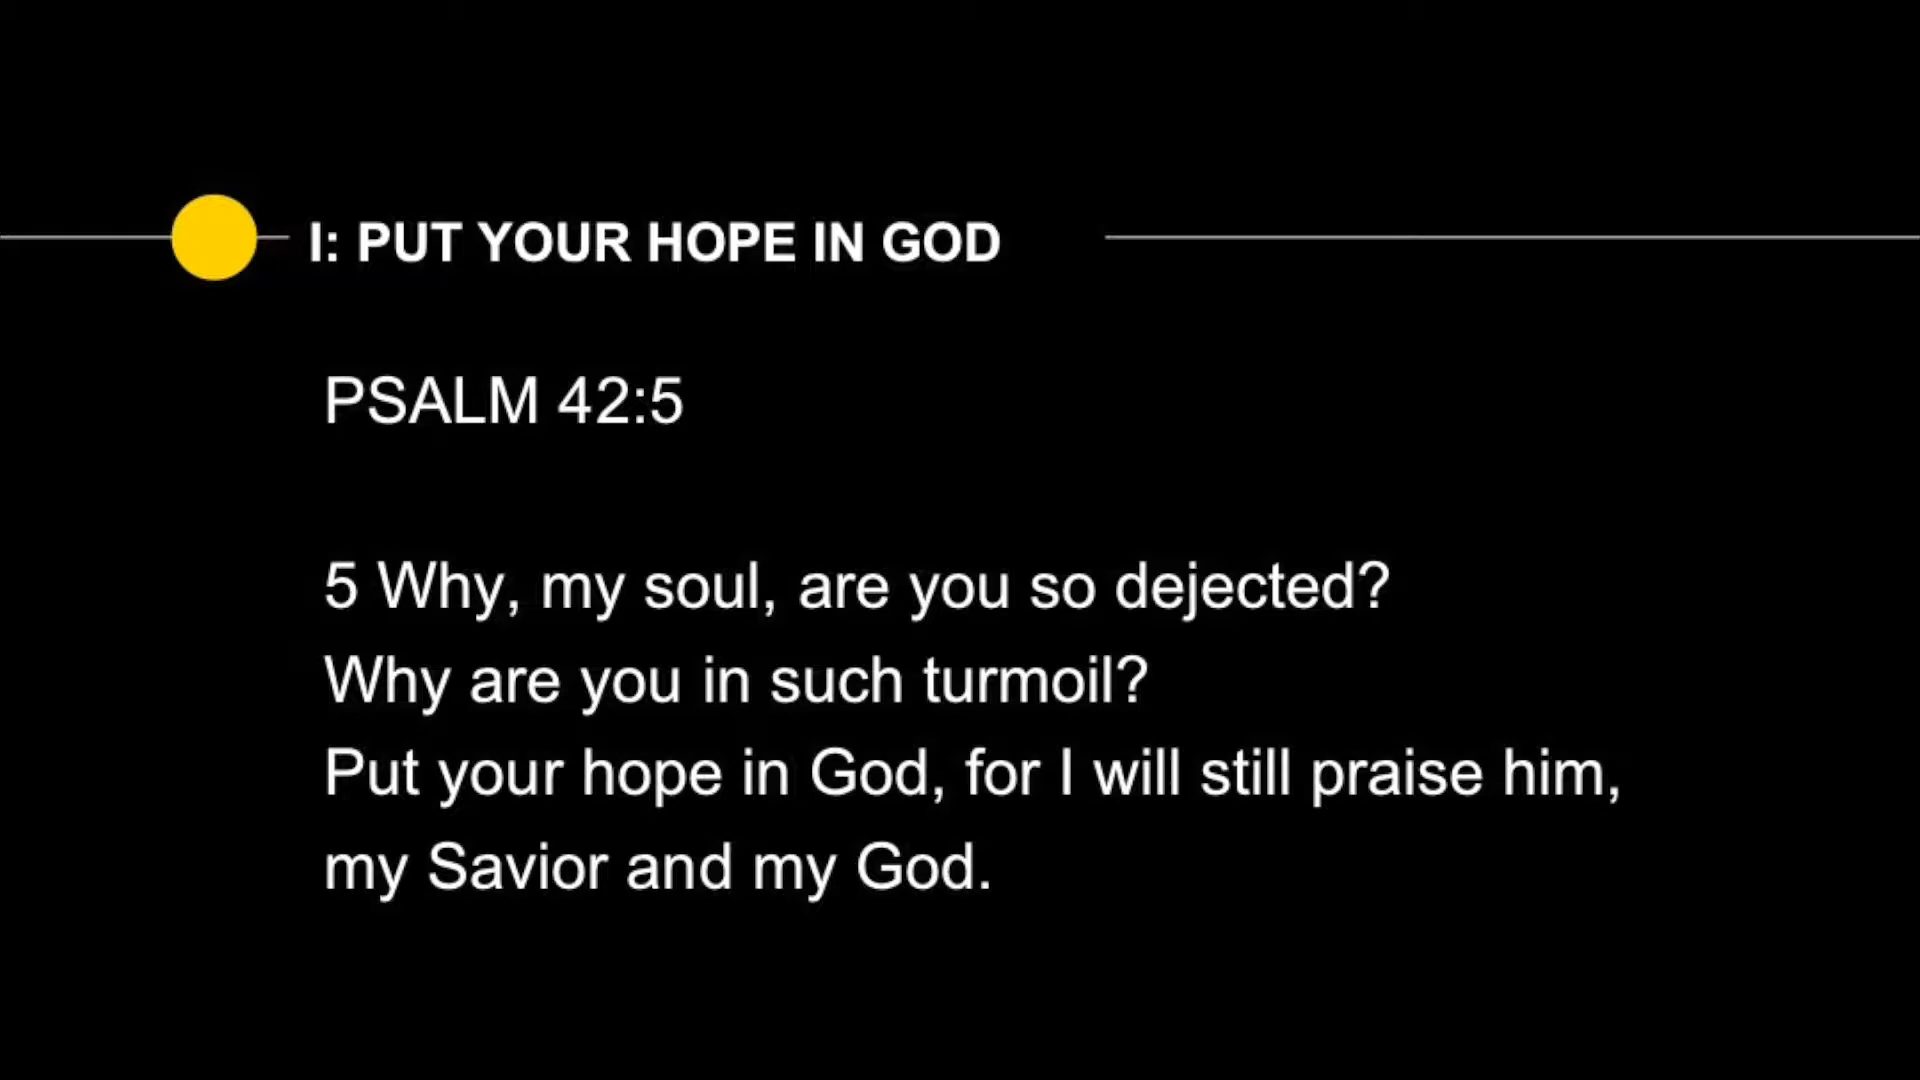 I: PUT YOUR HOPE IN GOD
PSALM 42:5
5 Why, my soul, are you so dejected?
Why are you in such turmoil?
Put your hope in God, for I will still praise him,
my Savior and my God.